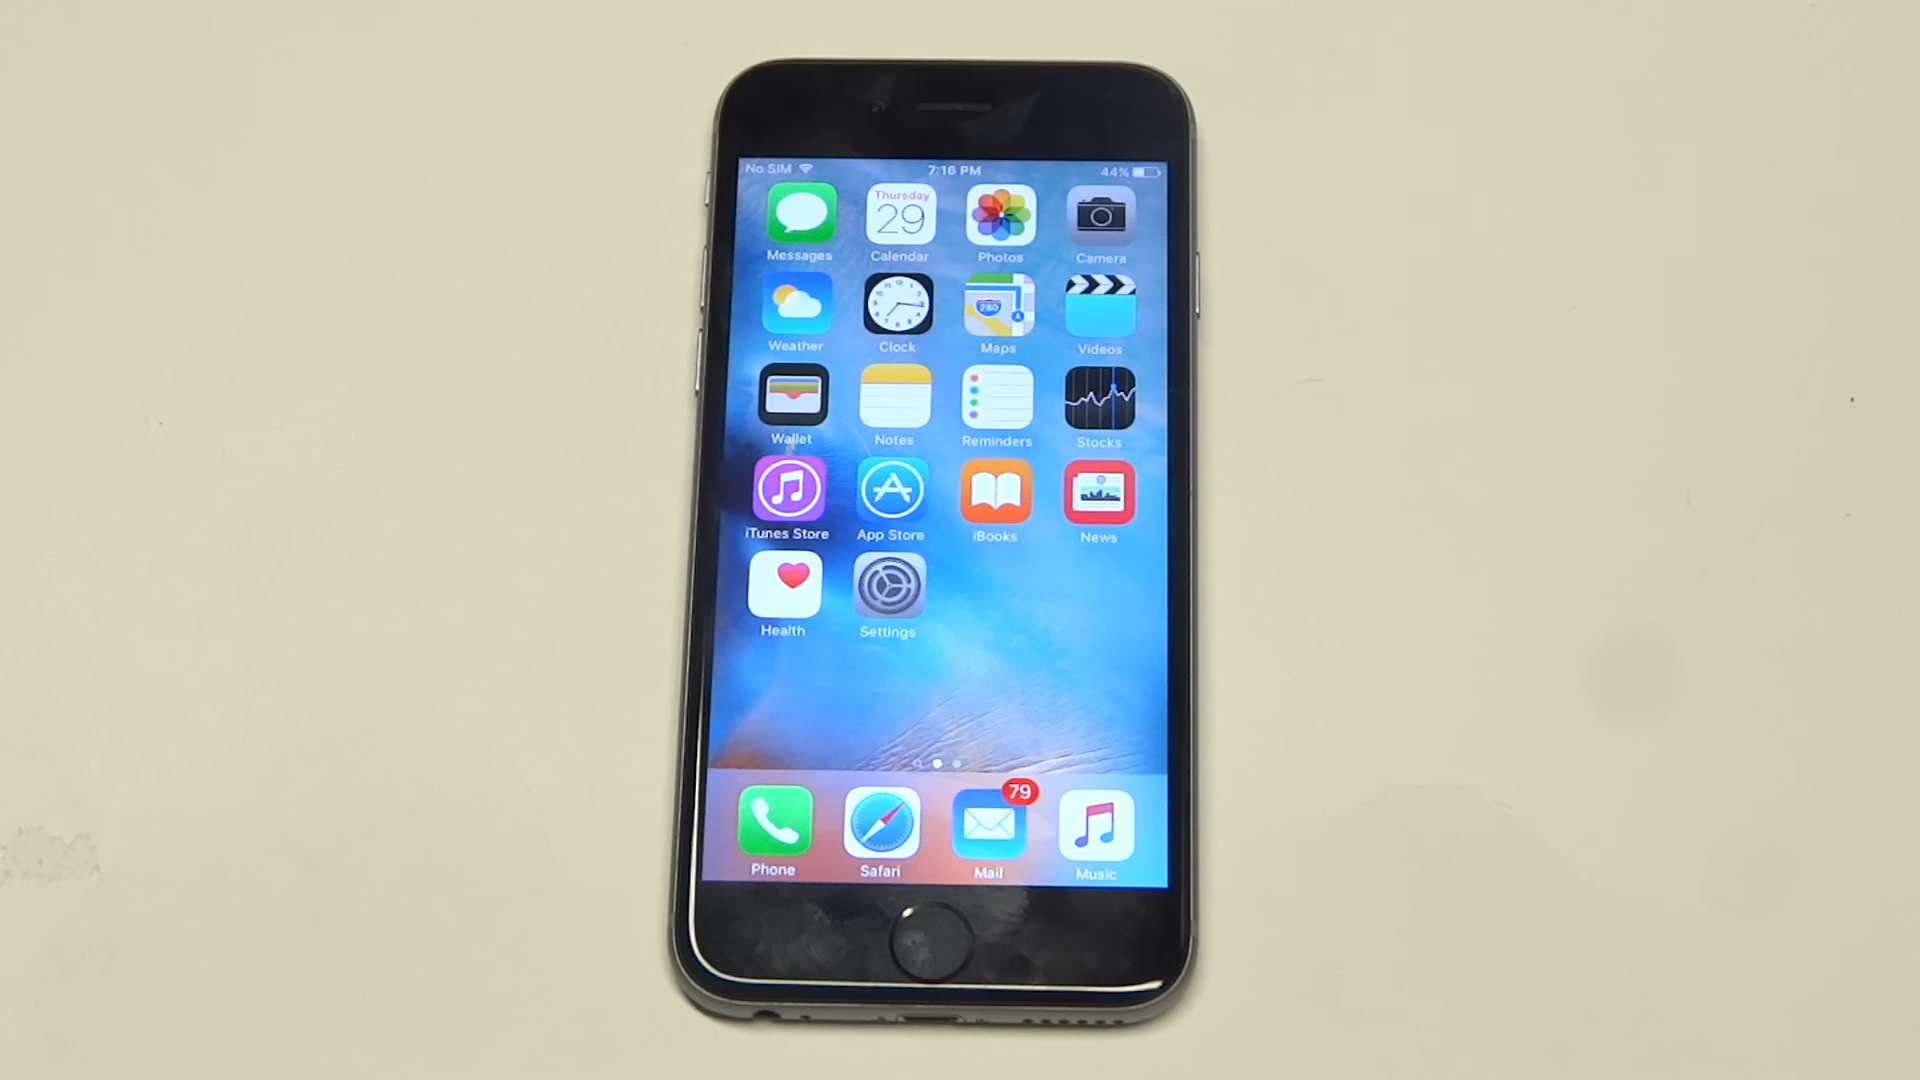 No SIM 7:16 PM 44%
Thursday
29
Messages Calendar Photos Camera
280
Weather Clock Maps Videos
Wallet Notes Reminders Stocks
iTunes Store App Store iBooks News
Health Settings
79
Phone Safari Mail Music